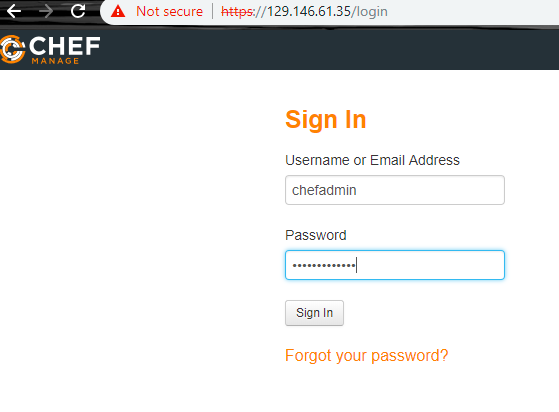 Not secure | https://129.146.61.35/login
CHEF
MANAGE
Sign In
Username or Email Address
chefadmin
Password
•••••••••••••
Sign In
Forgot your password?